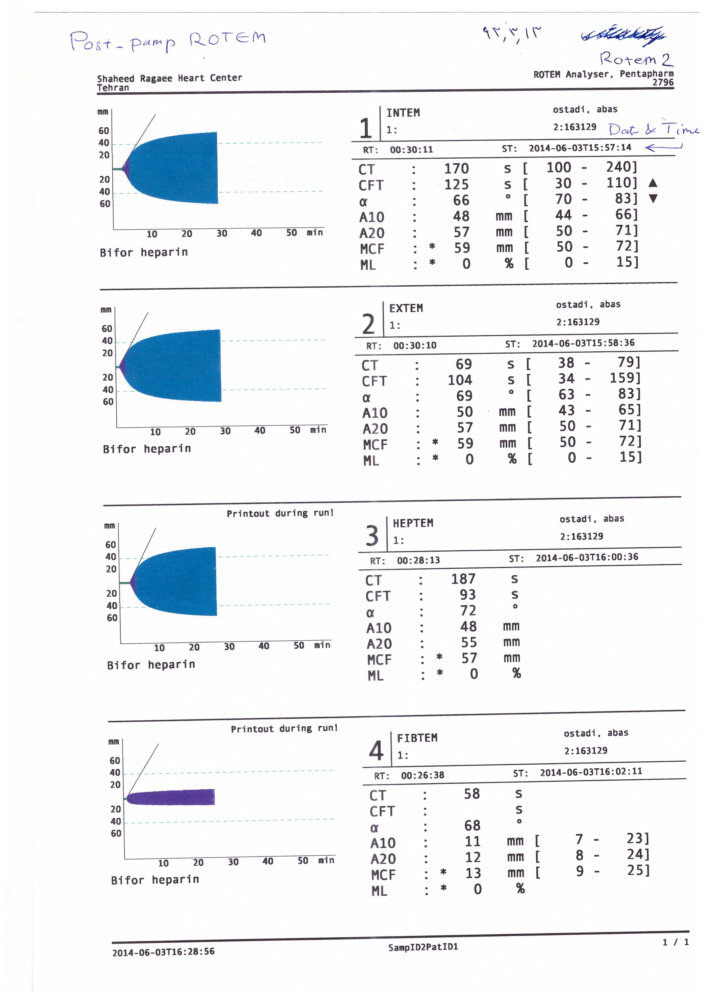 Post-pump ROTEM
۹۳,۳,۱۳
Rotem 2
Shaheed Ragaee Heart Center
Tehran
ROTEM Analyser, Pentapharm
2796
mm
60
40
20
20
40
60
10 20 30 40 50 min
Bifor heparin
1 INTEM
1:
ostadi, abas
2:163129
Date & Time
RT: 00:30:11 ST: 2014-06-03T15:57:14
CT : 170 s [ 100 - 240]
CFT : 125 s [ 30 - 110] ▲
α : 66 ° [ 70 - 83] ▼
A10 : 48 mm [ 44 - 66]
A20 : 57 mm [ 50 - 71]
MCF : * 59 mm [ 50 - 72]
ML : * 0 % [ 0 - 15]
mm
60
40
20
20
40
60
10 20 30 40 50 min
Bifor heparin
2 EXTEM
1:
ostadi, abas
2:163129
RT: 00:30:10 ST: 2014-06-03T15:58:36
CT : 69 s [ 38 - 79]
CFT : 104 s [ 34 - 159]
α : 69 ° [ 63 - 83]
A10 : 50 mm [ 43 - 65]
A20 : 57 mm [ 50 - 71]
MCF : * 59 mm [ 50 - 72]
ML : * 0 % [ 0 - 15]
Printout during run!
mm
60
40
20
20
40
60
10 20 30 40 50 min
Bifor heparin
3 HEPTEM
1:
ostadi, abas
2:163129
RT: 00:28:13 ST: 2014-06-03T16:00:36
CT : 187 s
CFT : 93 s
α : 72 °
A10 : 48 mm
A20 : 55 mm
MCF : * 57 mm
ML : * 0 %
Printout during run!
mm
60
40
20
20
40
60
10 20 30 40 50 min
Bifor heparin
4 FIBTEM
1:
ostadi, abas
2:163129
RT: 00:26:38 ST: 2014-06-03T16:02:11
CT : 58 s
CFT : s
α : 68 °
A10 : 11 mm [ 7 - 23]
A20 : 12 mm [ 8 - 24]
MCF : * 13 mm [ 9 - 25]
ML : * 0 %
2014-06-03T16:28:56
SampID2PatID1
1 / 1